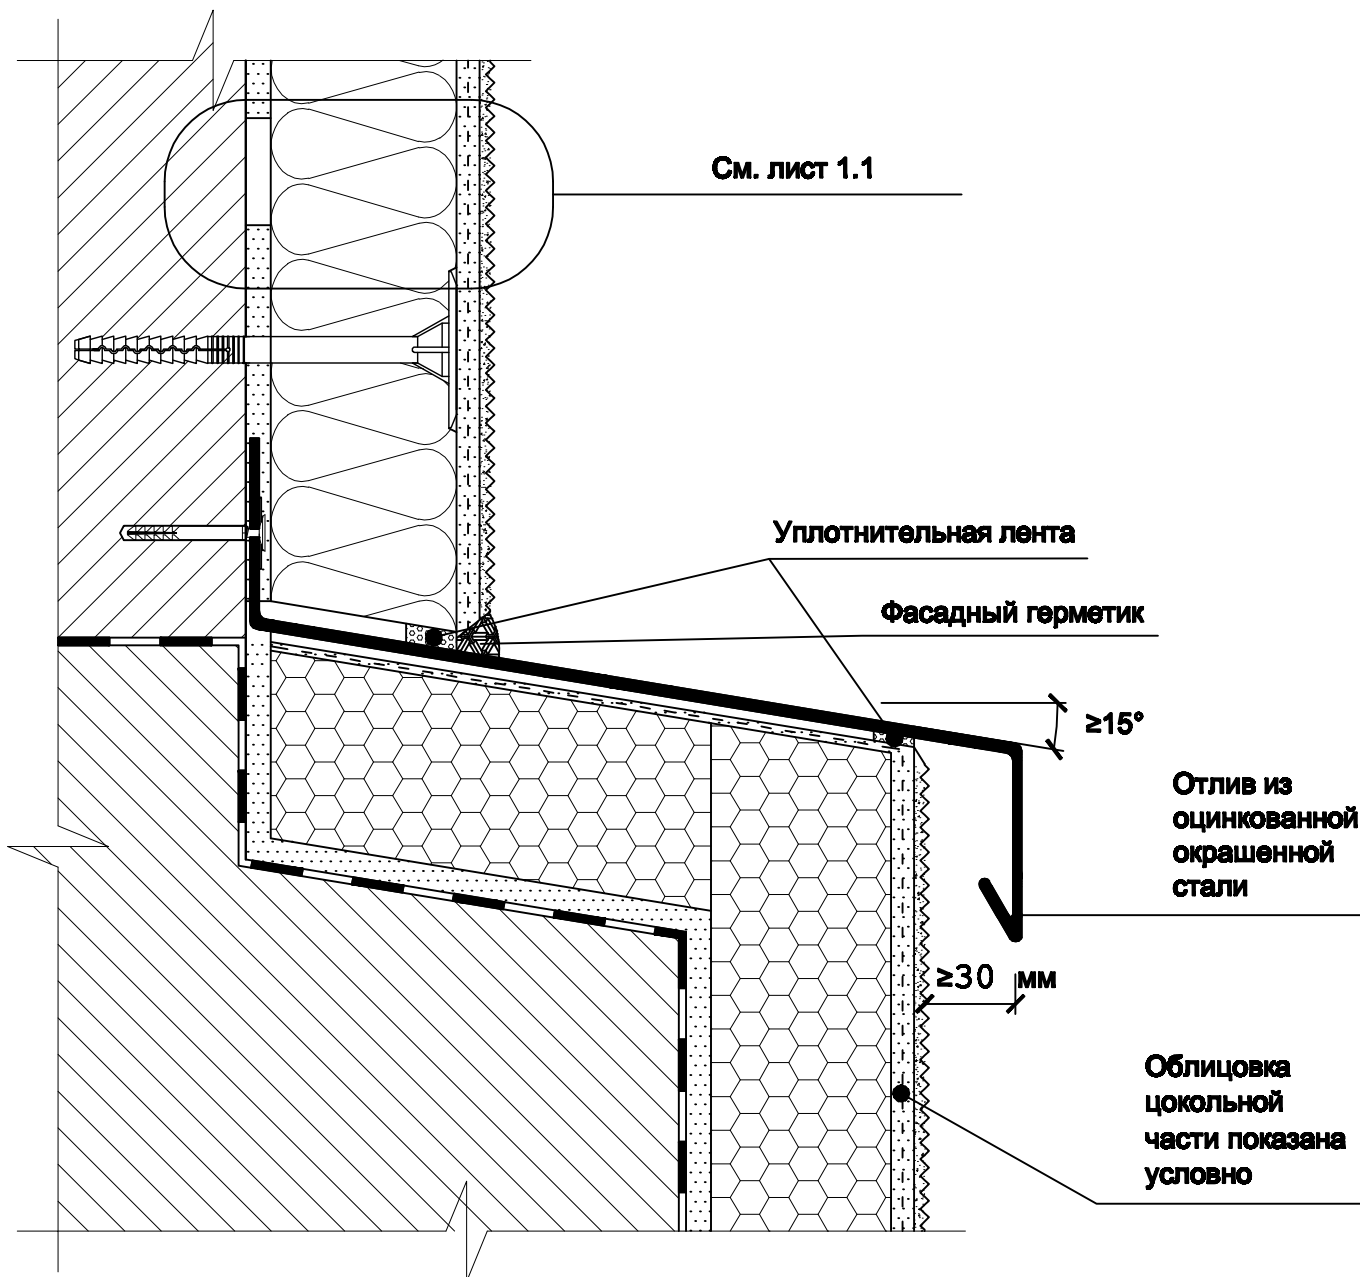 См. лист 1.1
Уплотнительная лента
Фасадный герметик
≥15°
Отлив из
оцинкованной
окрашенной
стали
≥30 мм
Облицовка
цокольной
части показана
условно